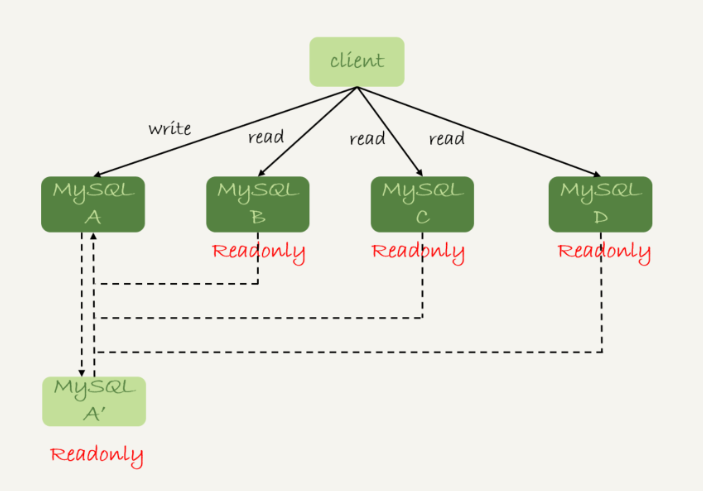 client
write
read
read
read
MySQL
A
MySQL
B
MySQL
C
MySQL
D
Readonly
Readonly
Readonly
MySQL
A'
Readonly